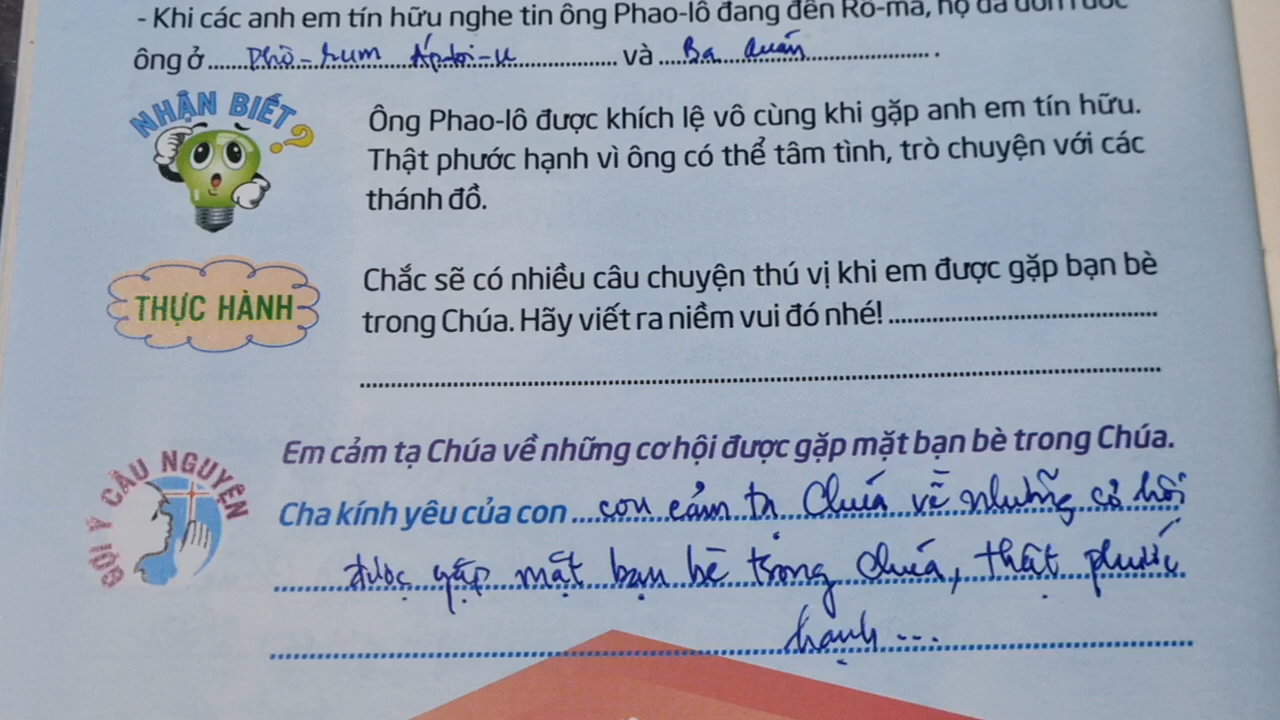 - Khi các anh em tín hữu nghe tin ông Phao-lô đang đến Rô-ma, họ đã đón rước
ông ở Phô-rum Áp-bi-u và Ba Quán.
NHẬN BIẾT?
Ông Phao-lô được khích lệ vô cùng khi gặp anh em tín hữu.
Thật phước hạnh vì ông có thể tâm tình, trò chuyện với các
thánh đồ.
THỰC HÀNH
Chắc sẽ có nhiều câu chuyện thú vị khi em được gặp bạn bè
trong Chúa. Hãy viết ra niềm vui đó nhé!
GỢI Ý CẦU NGUYỆN
Em cảm tạ Chúa về những cơ hội được gặp mặt bạn bè trong Chúa.
Cha kính yêu của con con cảm tạ Chúa về những cơ hội
được gặp mặt bạn bè trong Chúa, thật phước
hạnh...